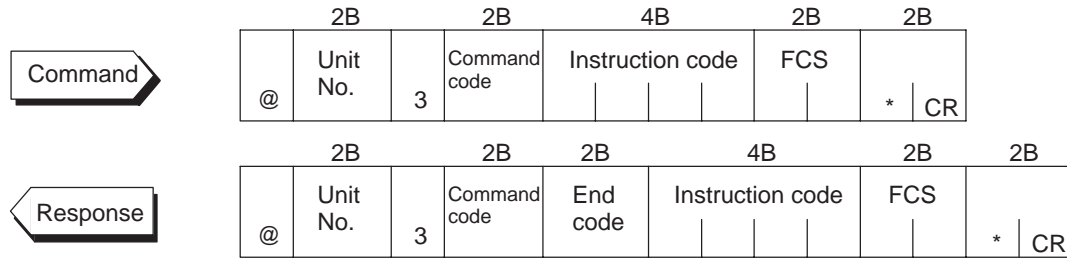 2B 2B 4B 2B 2B
Command
@ Unit No. 3 Command code Instruction code FCS * CR
2B 2B 2B 4B 2B 2B
Response
@ Unit No. 3 Command code End code Instruction code FCS * CR